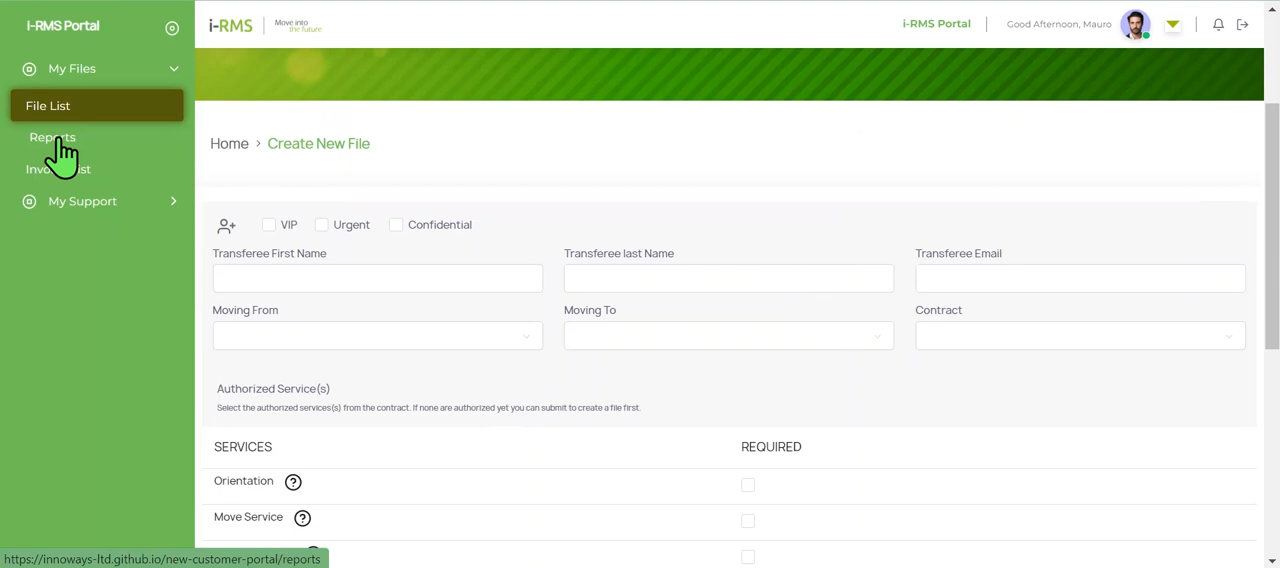 i-RMS Portal
My Files
File List
Reports
My Support
https://innoways-ltd.github.io/new-customer-portal/reports
i-RMS
Move into
the future
i-RMS Portal
Good Afternoon, Mauro
Home > Create New File
VIP
Urgent
Confidential
Transferee First Name
Transferee last Name
Transferee Email
Moving From
Moving To
Contract
Authorized Service(s)
Select the authorized services(s) from the contract. If none are authorized yet you can submit to create a file first.
SERVICES
REQUIRED
Orientation ?
Move Service ?